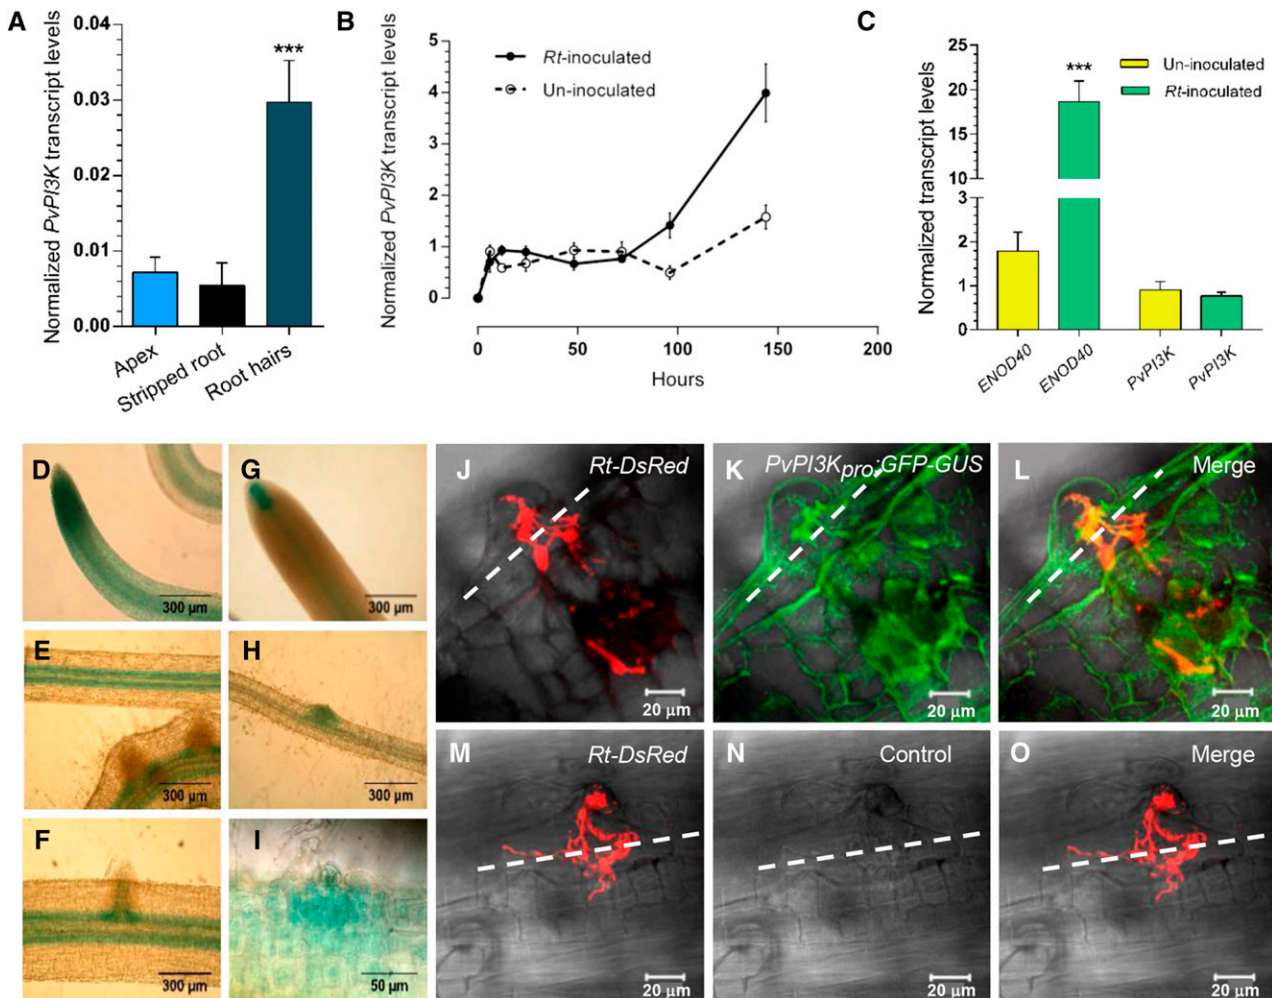 A
Normalized PvPI3K transcript levels
0.04
0.03
0.02
0.01
0.00
***
Apex
Stripped root
Root hairs
B
Normalized PvPI3K transcript levels
5
4
3
2
1
0
Rt-inoculated
Un-inoculated
0
50
100
150
200
Hours
C
Normalized transcript levels
25
20
15
10
3
2
1
0
***
Un-inoculated
Rt-inoculated
ENOD40
ENOD40
PvPI3K
PvPI3K
D
300 µm
G
300 µm
E
300 µm
H
300 µm
F
300 µm
I
50 µm
J
Rt-DsRed
20 µm
K
PvPI3Kpro:GFP-GUS
20 µm
L
Merge
20 µm
M
Rt-DsRed
20 µm
N
Control
20 µm
O
Merge
20 µm